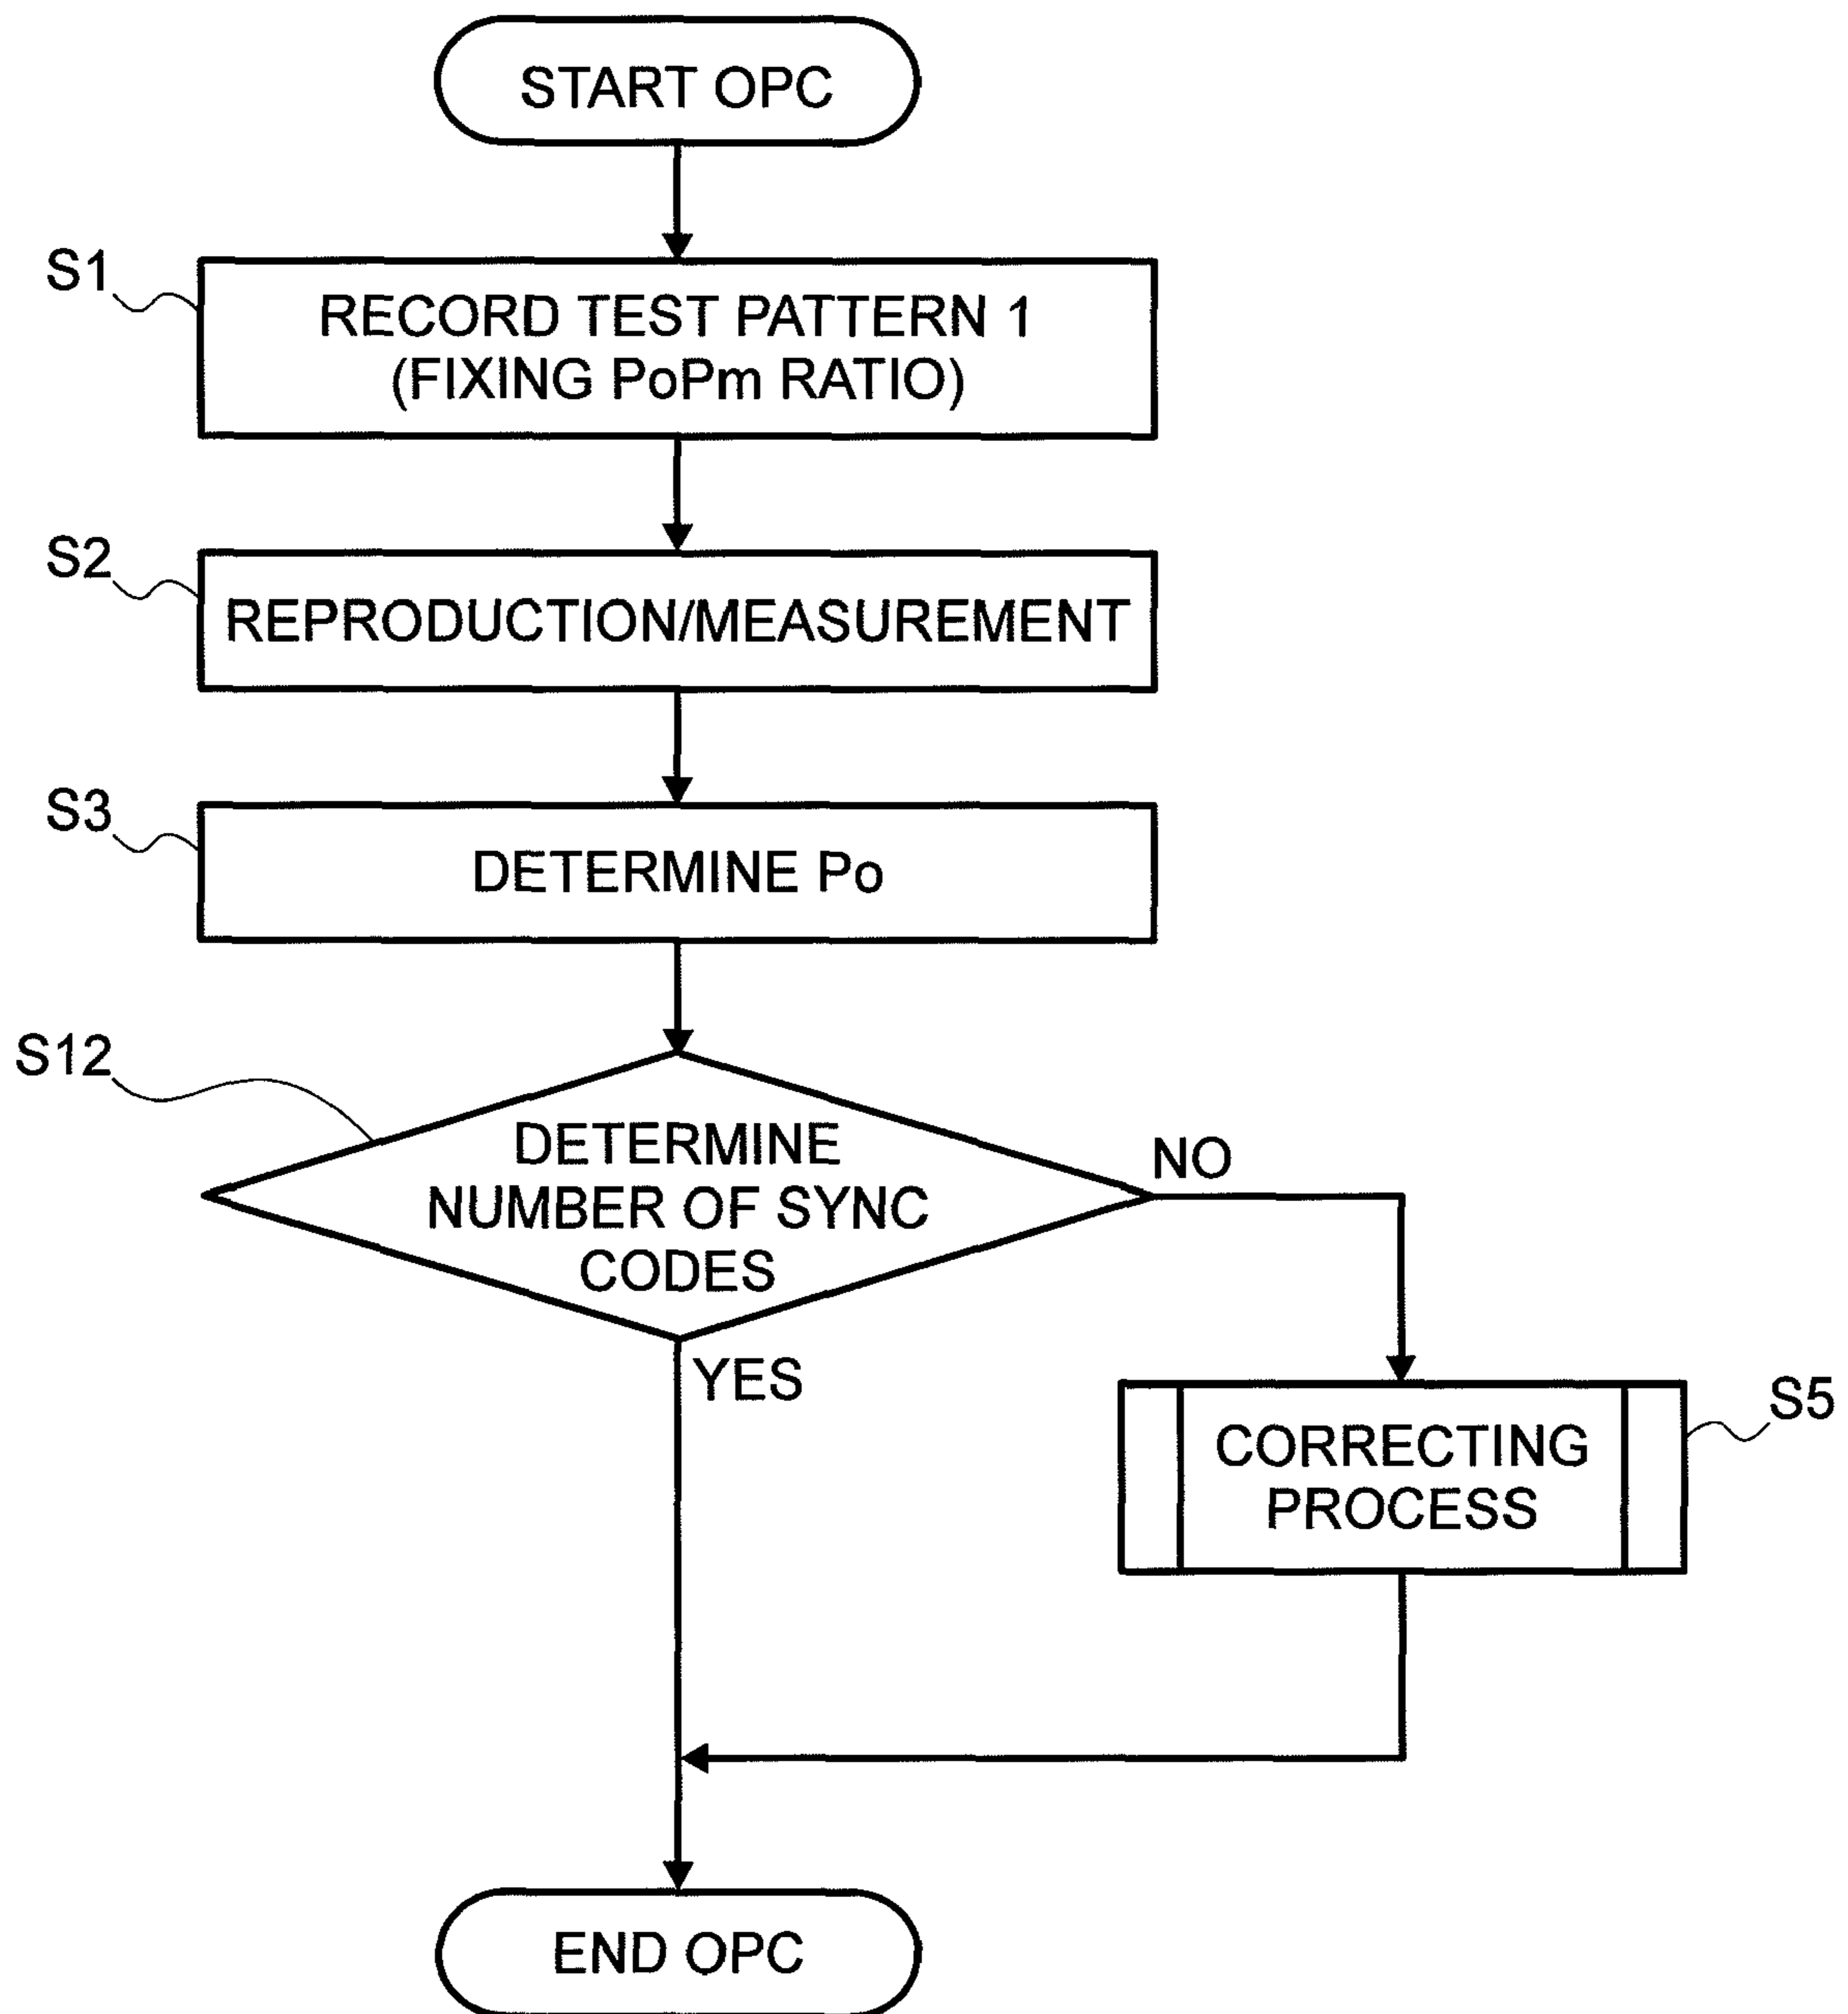 START OPC
S1
RECORD TEST PATTERN 1
(FIXING PoPm RATIO)
S2
REPRODUCTION/MEASUREMENT
S3
DETERMINE Po
S12
DETERMINE
NUMBER OF SYNC
CODES
NO
YES
CORRECTING
PROCESS
S5
END OPC